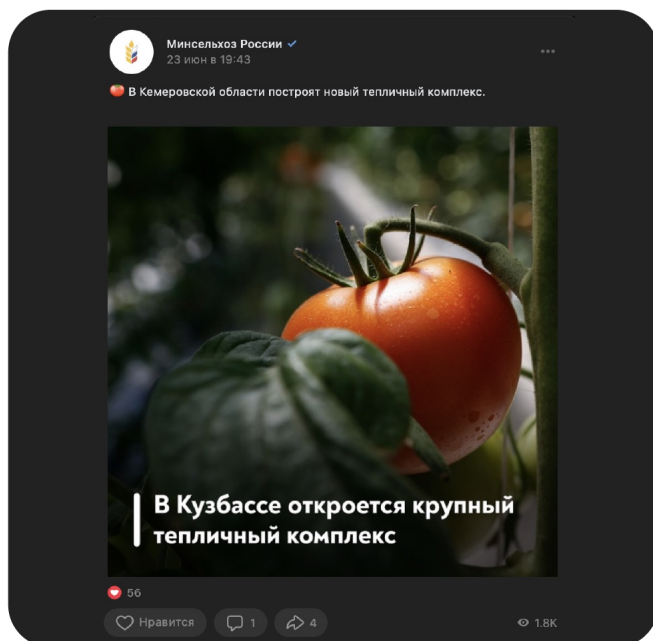 Минсельхоз России
23 июн в 19:43
В Кемеровской области построят новый тепличный комплекс.
В Кузбассе откроется крупный
тепличный комплекс
56
Нравится
1
4
1.8K